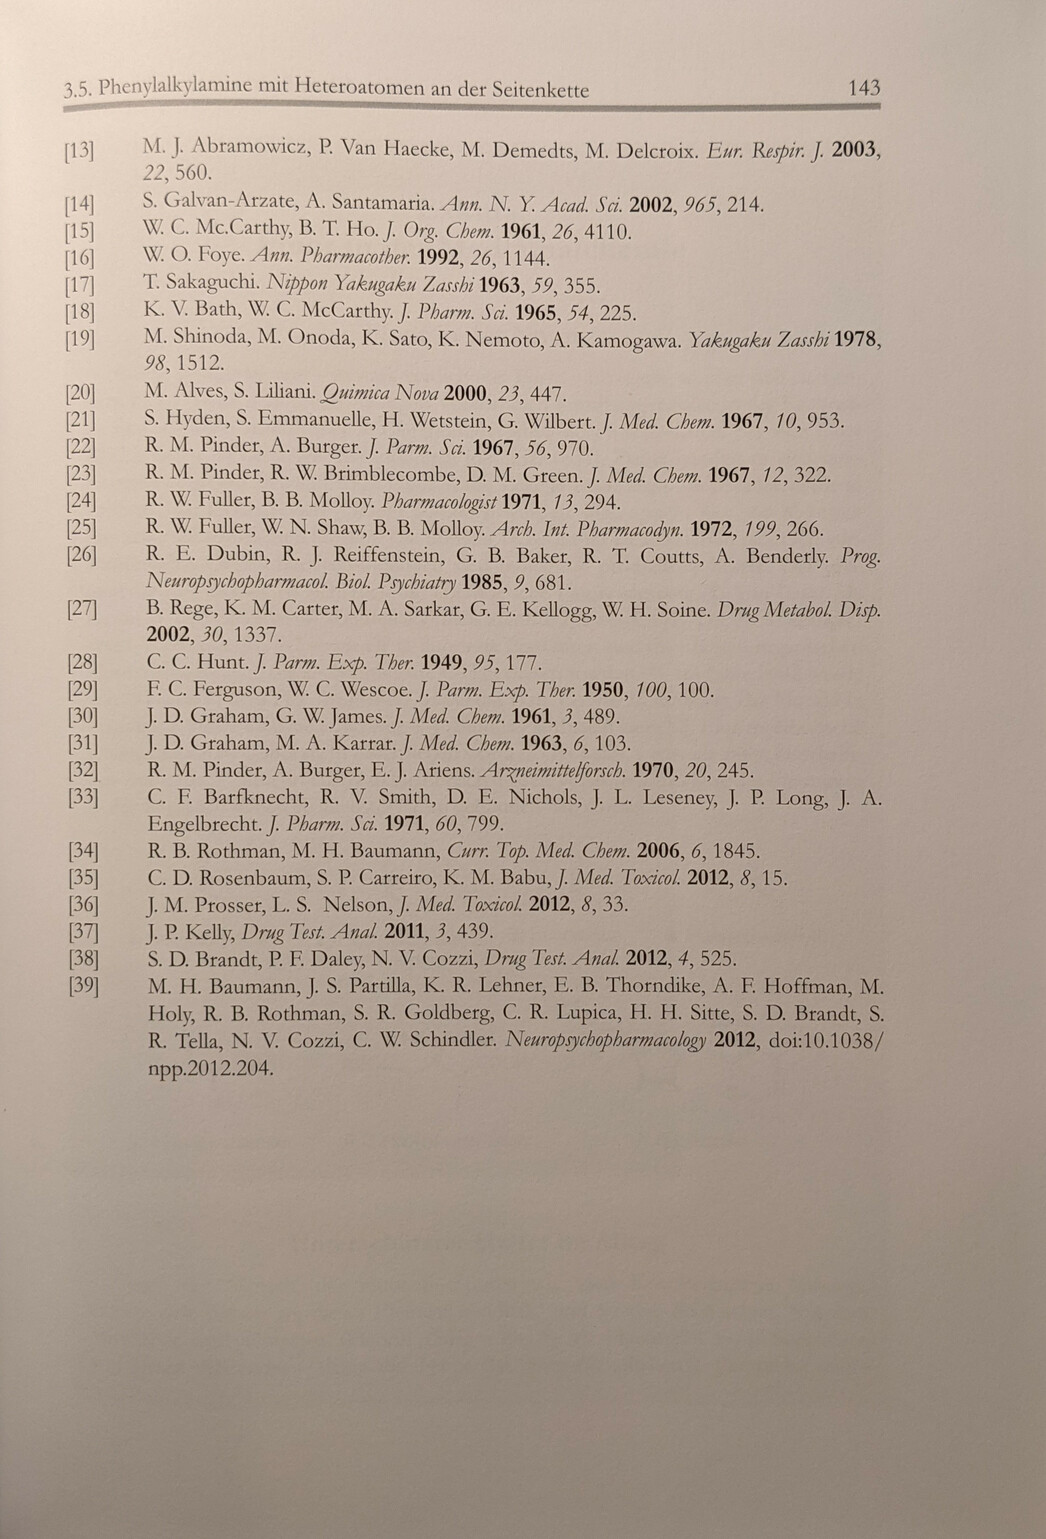 3.5. Phenylalkylamine mit Heteroatomen an der Seitenkette 143
[13] M. J. Abramowicz, P. Van Haecke, M. Demedts, M. Delcroix. Eur. Respir. J. 2003,
22, 560.
[14] S. Galvan-Arzate, A. Santamaria. Ann. N. Y. Acad. Sci. 2002, 965, 214.
[15] W. C. Mc.Carthy, B. T. Ho. J. Org. Chem. 1961, 26, 4110.
[16] W. O. Foye. Ann. Pharmacother. 1992, 26, 1144.
[17] T. Sakaguchi. Nippon Yakugaku Zasshi 1963, 59, 355.
[18] K. V. Bath, W. C. McCarthy. J. Pharm. Sci. 1965, 54, 225.
[19] M. Shinoda, M. Onoda, K. Sato, K. Nemoto, A. Kamogawa. Yakugaku Zasshi 1978,
98, 1512.
[20] M. Alves, S. Liliani. Quimica Nova 2000, 23, 447.
[21] S. Hyden, S. Emmanuelle, H. Wetstein, G. Wilbert. J. Med. Chem. 1967, 10, 953.
[22] R. M. Pinder, A. Burger. J. Parm. Sci. 1967, 56, 970.
[23] R. M. Pinder, R. W. Brimblecombe, D. M. Green. J. Med. Chem. 1967, 12, 322.
[24] R. W. Fuller, B. B. Molloy. Pharmacologist 1971, 13, 294.
[25] R. W. Fuller, W. N. Shaw, B. B. Molloy. Arch. Int. Pharmacodyn. 1972, 199, 266.
[26] R. E. Dubin, R. J. Reiffenstein, G. B. Baker, R. T. Coutts, A. Benderly. Prog.
Neuropsychopharmacol. Biol. Psychiatry 1985, 9, 681.
[27] B. Rege, K. M. Carter, M. A. Sarkar, G. E. Kellogg, W. H. Soine. Drug Metabol. Disp.
2002, 30, 1337.
[28] C. C. Hunt. J. Parm. Exp. Ther. 1949, 95, 177.
[29] F. C. Ferguson, W. C. Wescoe. J. Parm. Exp. Ther. 1950, 100, 100.
[30] J. D. Graham, G. W. James. J. Med. Chem. 1961, 3, 489.
[31] J. D. Graham, M. A. Karrar. J. Med. Chem. 1963, 6, 103.
[32] R. M. Pinder, A. Burger, E. J. Ariens. Arzneimittelforsch. 1970, 20, 245.
[33] C. F. Barfknecht, R. V. Smith, D. E. Nichols, J. L. Leseney, J. P. Long, J. A.
Engelbrecht. J. Pharm. Sci. 1971, 60, 799.
[34] R. B. Rothman, M. H. Baumann, Curr. Top. Med. Chem. 2006, 6, 1845.
[35] C. D. Rosenbaum, S. P. Carreiro, K. M. Babu, J. Med. Toxicol. 2012, 8, 15.
[36] J. M. Prosser, L. S. Nelson, J. Med. Toxicol. 2012, 8, 33.
[37] J. P. Kelly, Drug Test. Anal. 2011, 3, 439.
[38] S. D. Brandt, P. F. Daley, N. V. Cozzi, Drug Test. Anal. 2012, 4, 525.
[39] M. H. Baumann, J. S. Partilla, K. R. Lehner, E. B. Thorndike, A. F. Hoffman, M.
Holy, R. B. Rothman, S. R. Goldberg, C. R. Lupica, H. H. Sitte, S. D. Brandt, S.
R. Tella, N. V. Cozzi, C. W. Schindler. Neuropsychopharmacology 2012, doi:10.1038/
npp.2012.204.